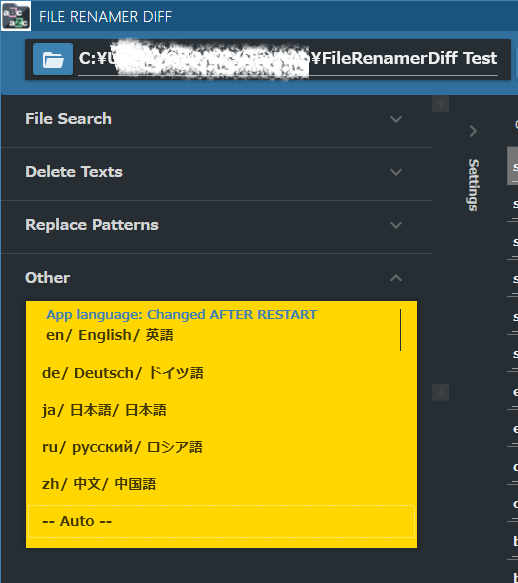 FILE RENAMER DIFF
C:¥ ¥FileRenamerDiff Test
File Search
Delete Texts
Replace Patterns
Other
App language: Changed AFTER RESTART
en/ English/ 英語
de/ Deutsch/ ドイツ語
ja/ 日本語/ 日本語
ru/ русский/ ロシア語
zh/ 中文/ 中国語
-- Auto --
Settings